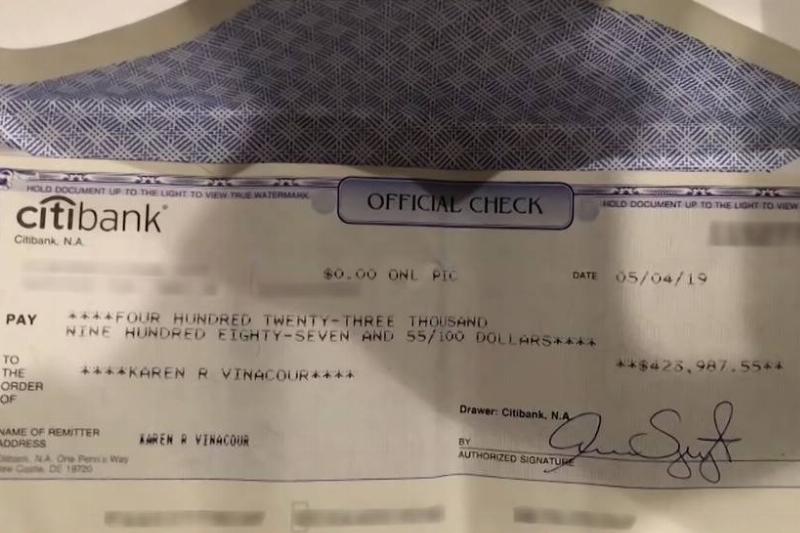 HOLD DOCUMENT UP TO THE LIGHT TO VIEW TRUE WATERMARK
OFFICIAL CHECK
HOLD DOCUMENT UP TO THE LIGHT TO VIEW
citibank®
Citibank, N.A.
$0.00 ONL PIC
DATE 05/04/19
PAY ****FOUR HUNDRED TWENTY-THREE THOUSAND
NINE HUNDRED EIGHTY-SEVEN AND 55/100 DOLLARS****
**$423,987.55**
TO
THE
ORDER
OF
****KAREN R VINACOUR****
Drawer: Citibank, N.A.
NAME OF REMITTER
ADDRESS
KAREN R VINACOUR
BY
AUTHORIZED SIGNATURE
Citibank, N.A. One Penn's Way
New Castle, DE 19720